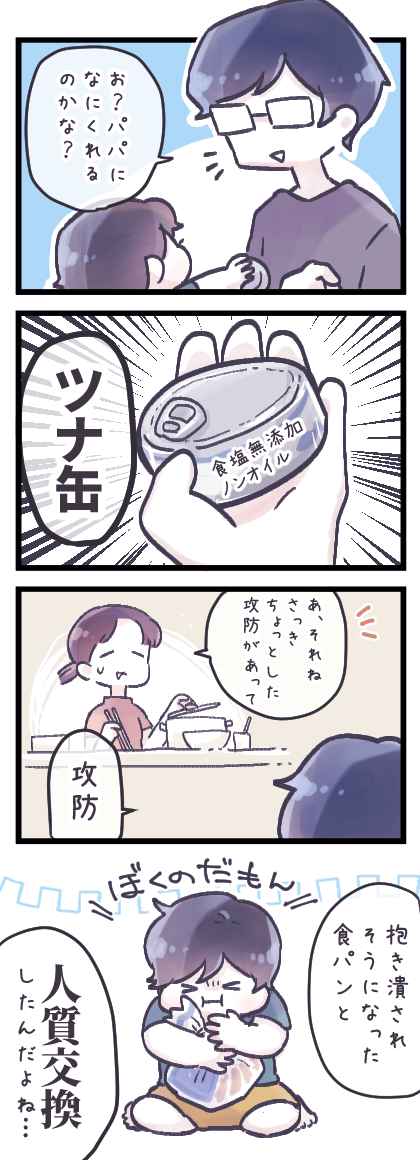 お？パパに
なにくれる
のかな？
ツナ缶
食塩無添加
ノンオイル
あ、それね
さっき
ちょっとした
攻防があって
攻防
ぼくのだもん
抱き潰され
そうになった
食パンと
人質交換
したんだよね…